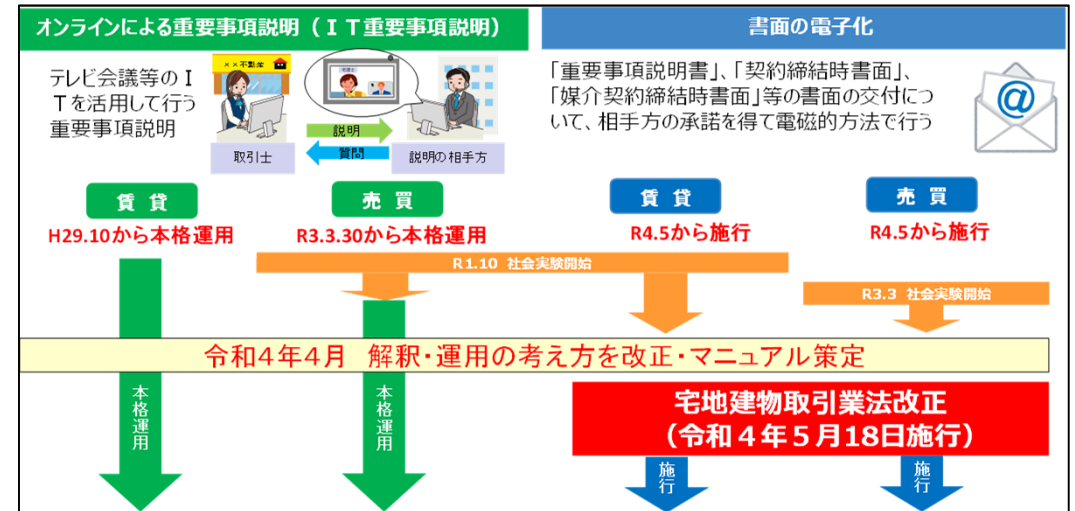 オンラインによる重要事項説明（ＩＴ重要事項説明）
テレビ会議等のＩ
Ｔを活用して行う
重要事項説明
××不動産
説明
質問
取引士
説明の相手方
賃 貸
H29.10から本格運用
売 買
R3.3.30から本格運用
書面の電子化
「重要事項説明書」、「契約締結時書面」、
「媒介契約締結時書面」等の書面の交付につ
いて、相手方の承諾を得て電磁的方法で行う
@
賃 貸
R4.5から施行
売 買
R4.5から施行
R1.10 社会実験開始
R3.3 社会実験開始
令和４年４月 解釈・運用の考え方を改正・マニュアル策定
本格運用
本格運用
宅地建物取引業法改正
（令和４年５月18日施行）
施行
施行